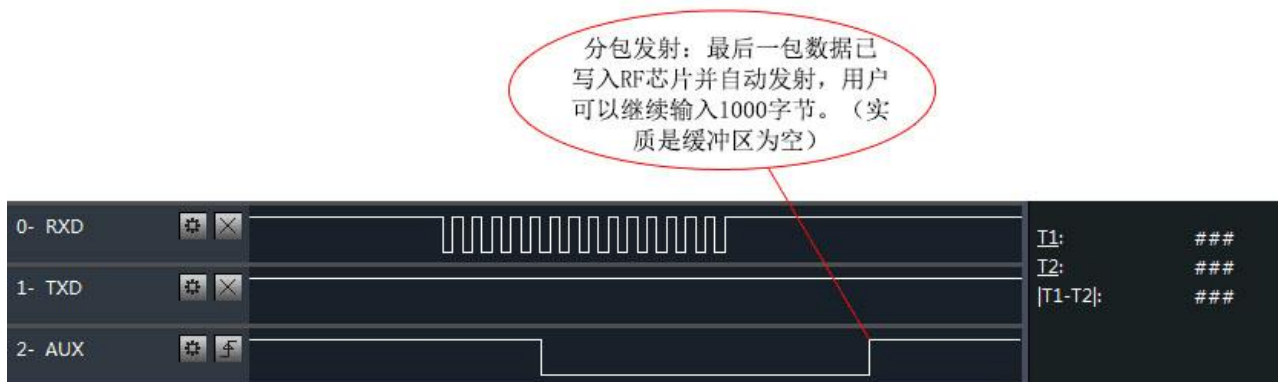 分包发射：最后一包数据已
写入RF芯片并自动发射，用户
可以继续输入1000字节。（实
质是缓冲区为空）
0- RXD
T1: ###
T2: ###
1- TXD
|T1-T2|: ###
2- AUX